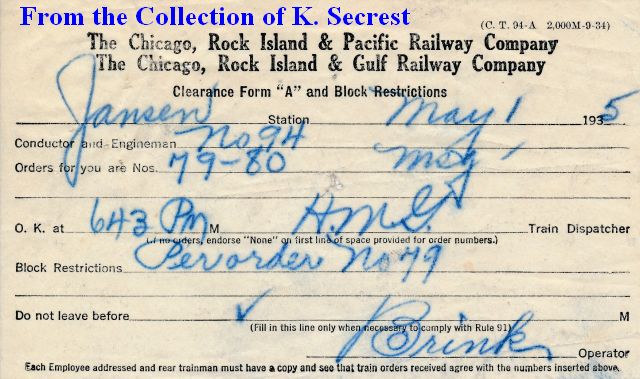 From the Collection of K. Secrest
(C. T. 94-A 2,000M-9-34)
The Chicago, Rock Island & Pacific Railway Company
The Chicago, Rock Island & Gulf Railway Company
Clearance Form "A" and Block Restrictions
Jansen Station May 1 1935
Conductor and Engineman No 94
Orders for you are Nos. 79-80 May 1
O. K. at 643 Pm M H.M.G. Train Dispatcher
(If no orders, endorse "None" on first line of space provided for order numbers.)
Block Restrictions Per order No 79
Do not leave before ✓ M
(Fill in this line only when necessary to comply with Rule 91)
Brink Operator
Each Employee addressed and rear trainman must have a copy and see that train orders received agree with the numbers inserted above.